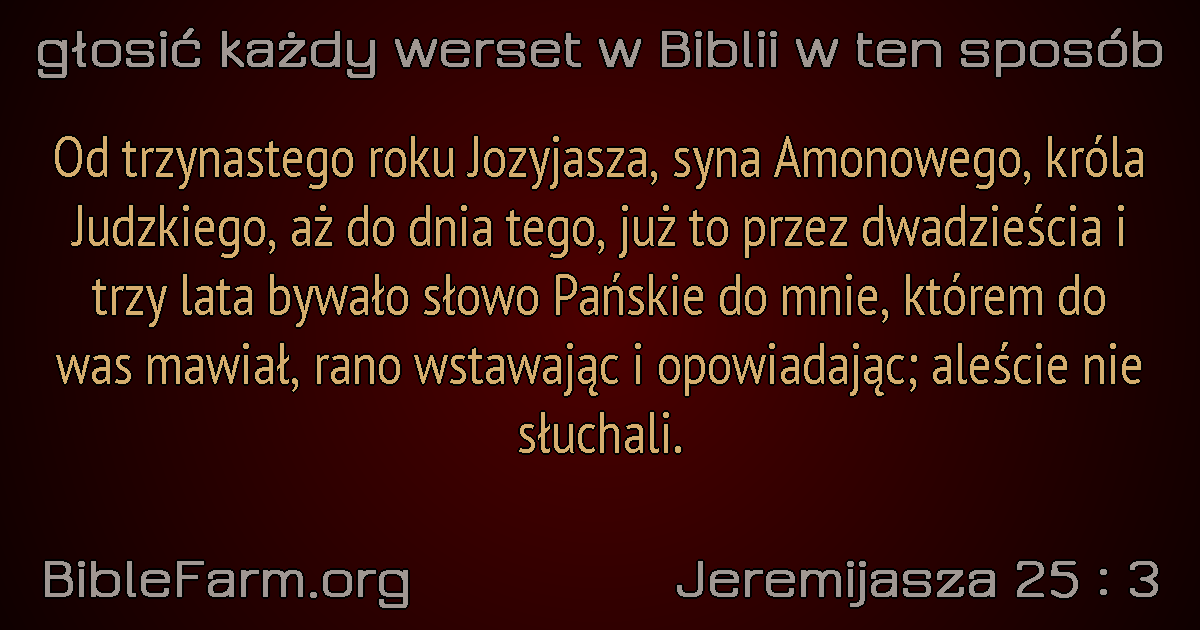 głosić każdy werset w Biblii w ten sposób
Od trzynastego roku Jozyjasza, syna Amonowego, króla
Judzkiego, aż do dnia tego, już to przez dwadzieścia i
trzy lata bywało słowo Pańskie do mnie, którem do
was mawiał, rano wstawając i opowiadając; aleście nie
słuchali.
BibleFarm.org
Jeremijasza 25 : 3